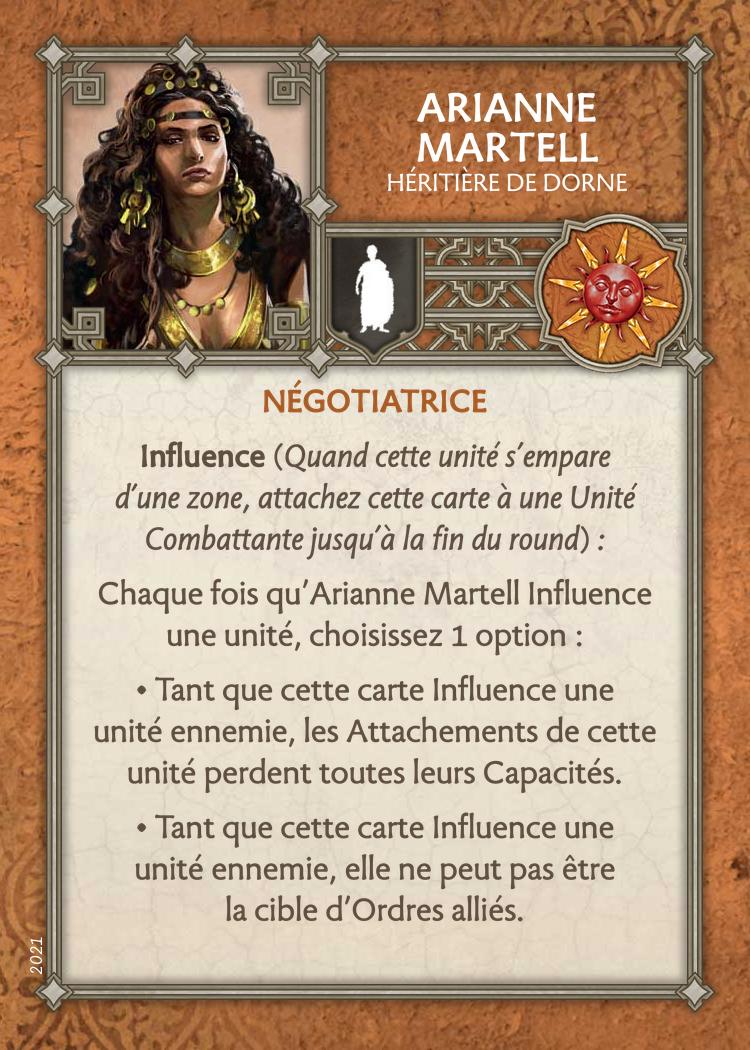 ARIANNE
MARTELL
HÉRITIÈRE DE DORNE
NÉGOTIATRICE
Influence (Quand cette unité s’empare
d’une zone, attachez cette carte à une Unité
Combattante jusqu’à la fin du round) :
Chaque fois qu’Arianne Martell Influence
une unité, choisissez 1 option :
• Tant que cette carte Influence une
unité ennemie, les Attachements de cette
unité perdent toutes leurs Capacités.
• Tant que cette carte Influence une
unité ennemie, elle ne peut pas être
la cible d’Ordres alliés.
2021